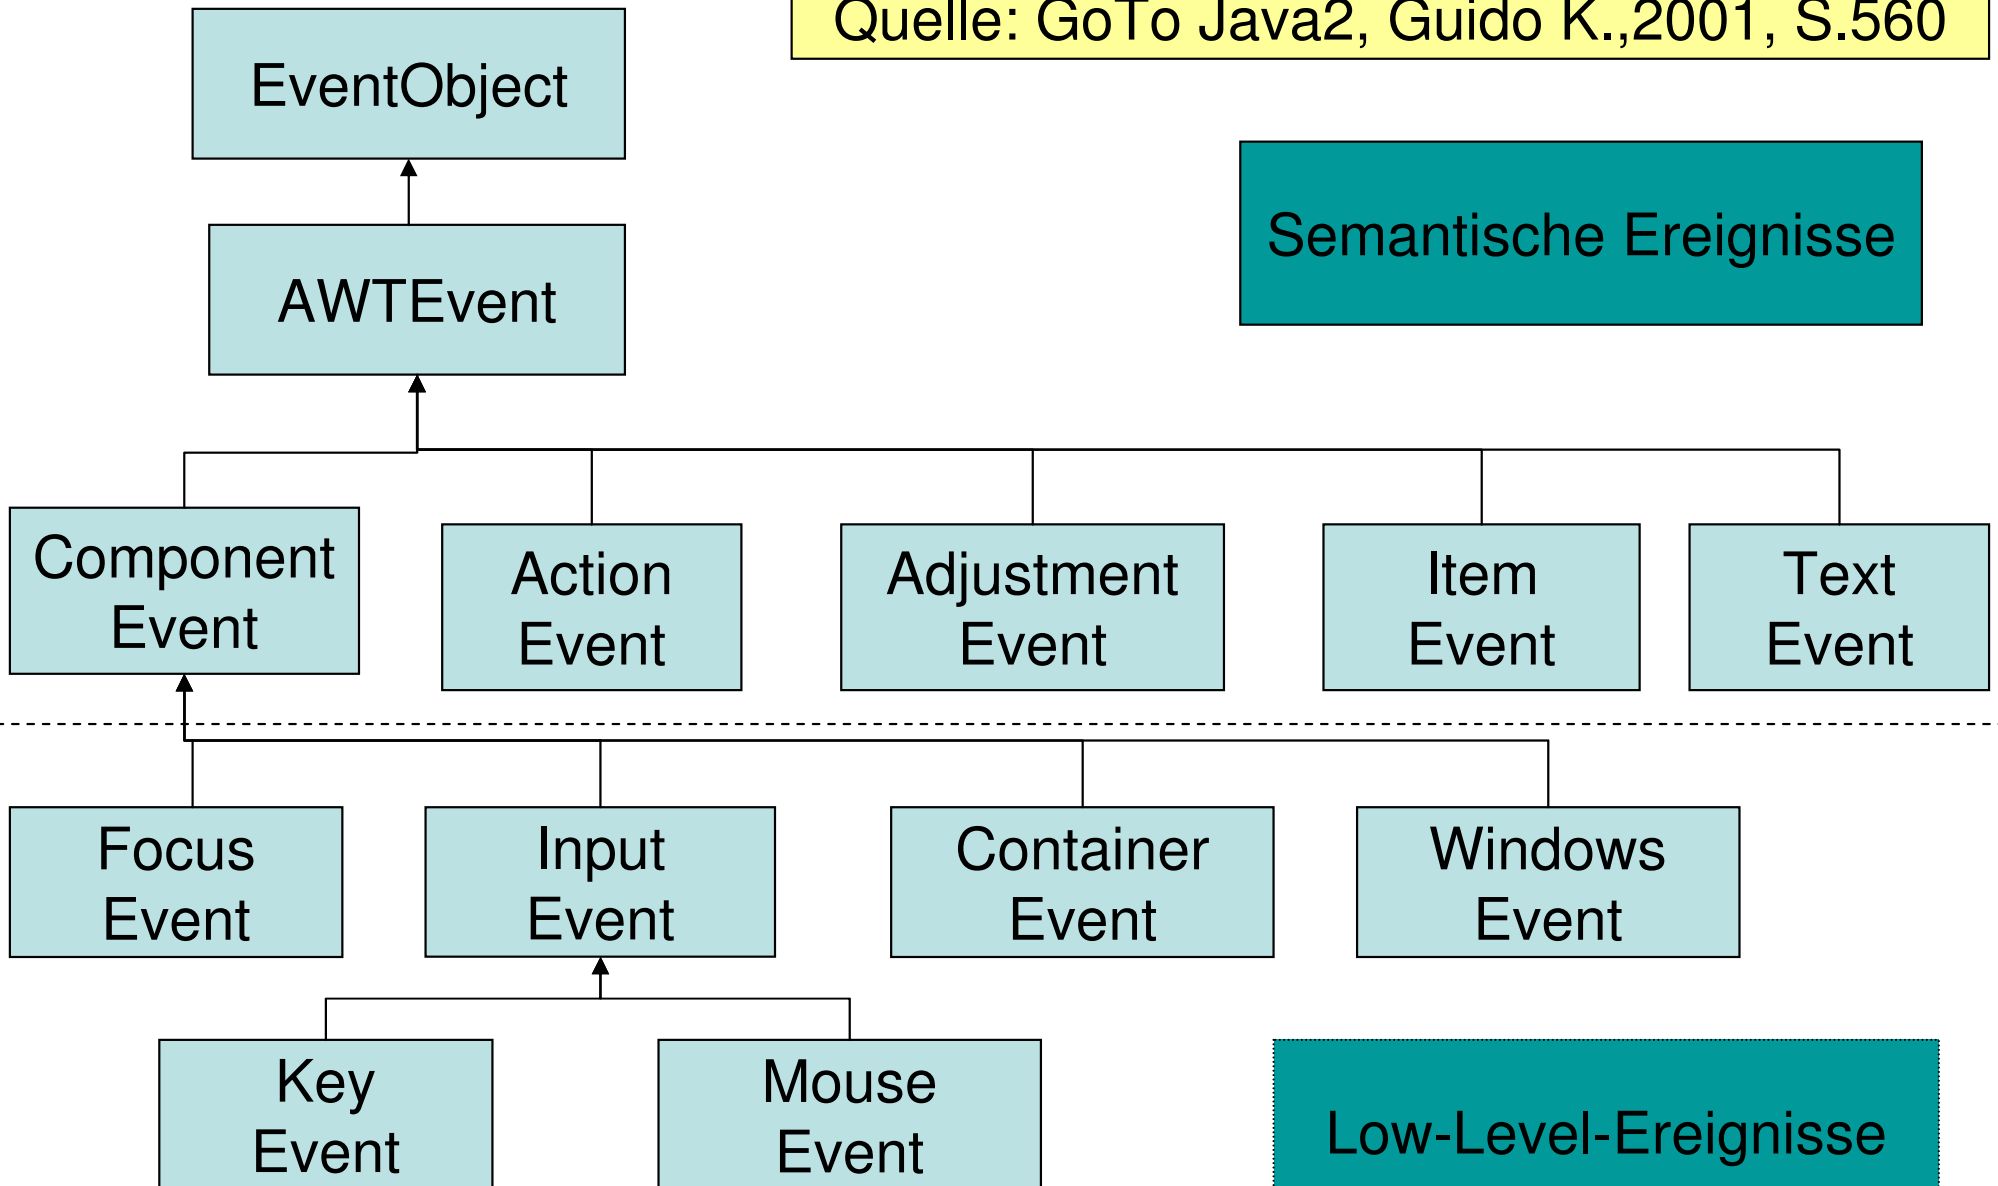 Quelle: GoTo Java2, Guido K.,2001, S.560
EventObject
Semantische Ereignisse
AWTEvent
Component
Event
Action
Event
Adjustment
Event
Item
Event
Text
Event
Focus
Event
Input
Event
Container
Event
Windows
Event
Key
Event
Mouse
Event
Low-Level-Ereignisse